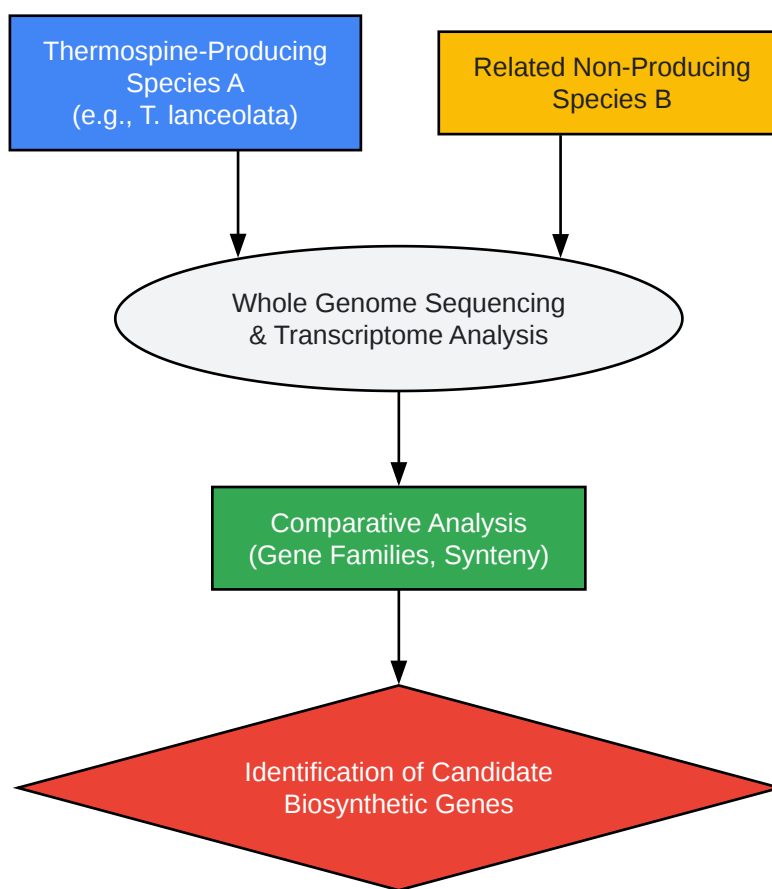 Thermospine-Producing
Species A
(e.g., T. lanceolata)
Related Non-Producing
Species B
Whole Genome Sequencing
& Transcriptome Analysis
Comparative Analysis
(Gene Families, Synteny)
Identification of Candidate
Biosynthetic Genes